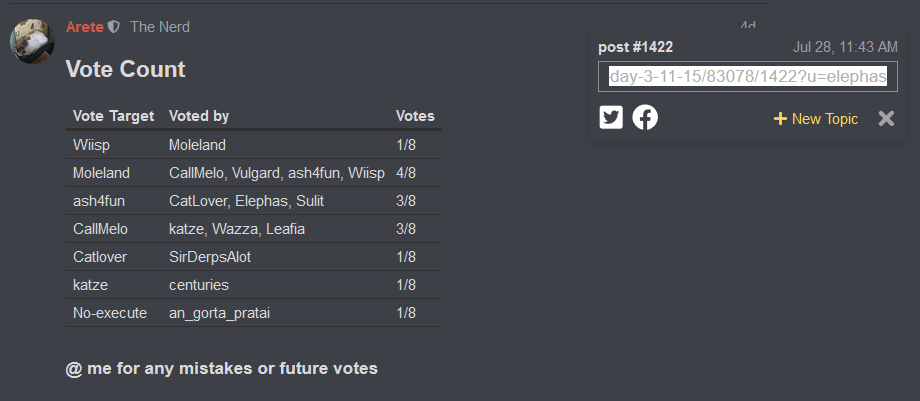 Arete The Nerd 4d
post #1422 Jul 28, 11:43 AM
day-3-11-15/83078/1422?u=elephas
+ New Topic
Vote Count
Vote Target Voted by Votes
Wiisp Moleland 1/8
Moleland CallMelo, Vulgard, ash4fun, Wiisp 4/8
ash4fun CatLover, Elephas, Sulit 3/8
CallMelo katze, Wazza, Leafia 3/8
Catlover SirDerpsAlot 1/8
katze centuries 1/8
No-execute an_gorta_pratai 1/8
@ me for any mistakes or future votes